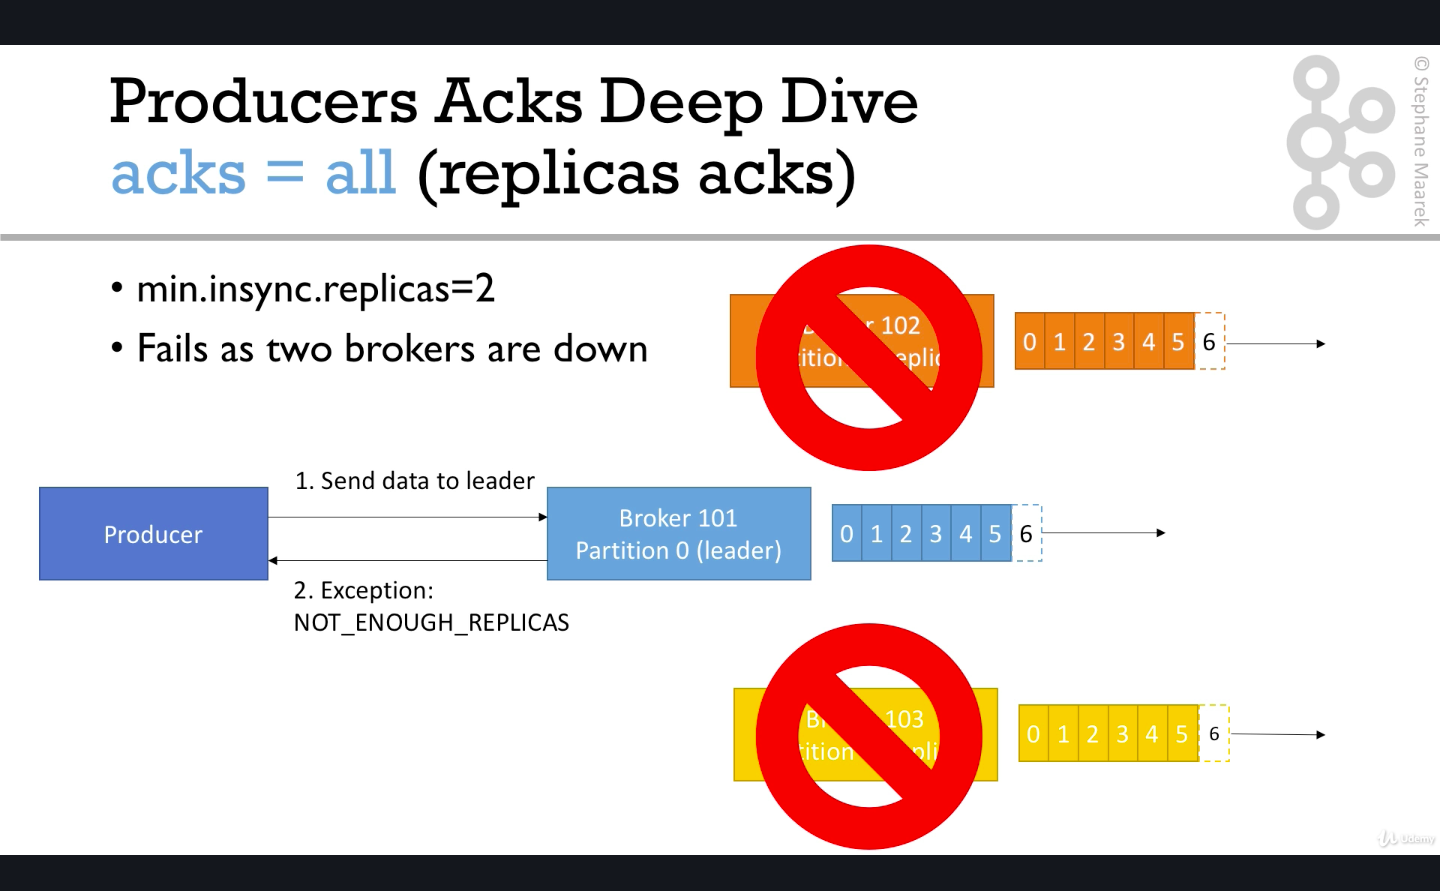 Producers Acks Deep Dive
acks = all (replicas acks)
© Stephane Maarek
• min.insync.replicas=2
• Fails as two brokers are down
102
0 1 2 3 4 5 6
1. Send data to leader
Producer
Broker 101
Partition 0 (leader)
0 1 2 3 4 5 6
2. Exception:
NOT_ENOUGH_REPLICAS
103
0 1 2 3 4 5 6
Udemy